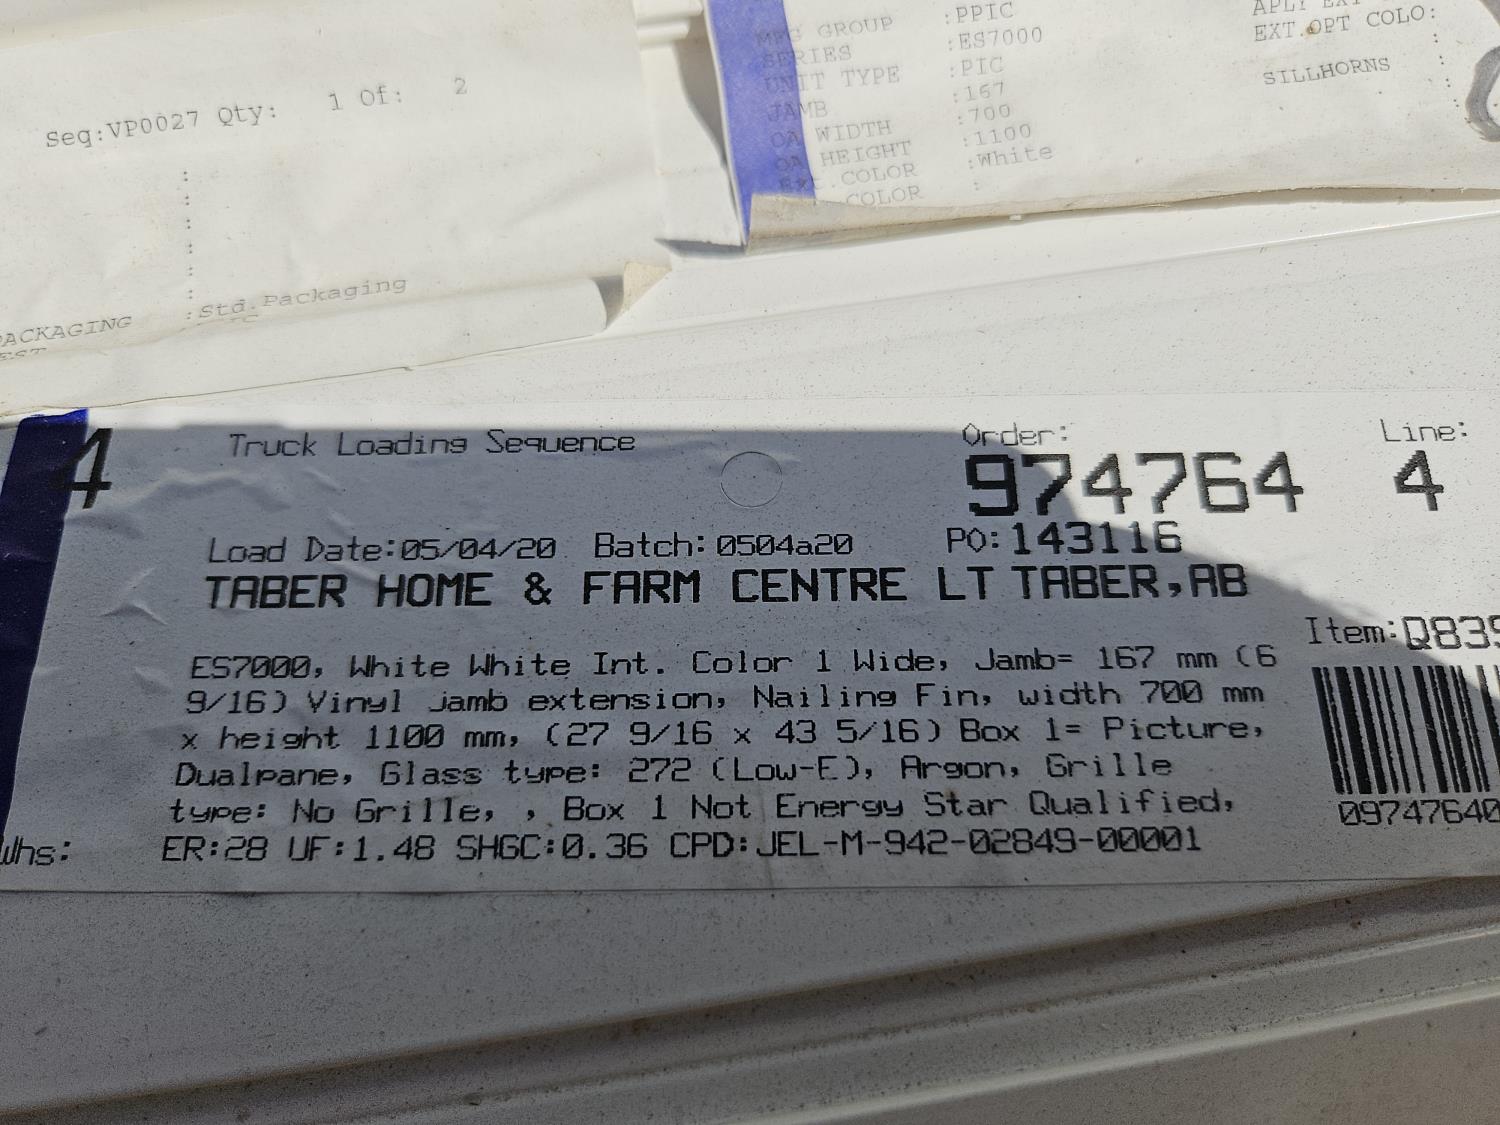 Seq:VP0027 Qty: 1 Of: 2
:
:
:
:
:
:
PACKAGING :Std.Packaging
MFG GROUP :PPIC
SERIES :ES7000
UNIT TYPE :PIC
JAMB :167
OA WIDTH :700
OA HEIGHT :1100
EXT.COLOR :White
COLOR :
EXT.OPT COLO:
SILLHORNS :
4 Truck Loading Sequence
Order: 974764
Line: 4
Load Date:05/04/20 Batch: 0504a20 PO:143116
TABER HOME & FARM CENTRE LT TABER,AB
Item:Q839
ES7000, White White Int. Color 1 Wide, Jamb= 167 mm (6
9/16) Vinyl jamb extension, Nailing Fin, width 700 mm
x height 1100 mm, (27 9/16 x 43 5/16) Box 1= Picture,
Dualpane, Glass type: 272 (Low-E), Argon, Grille
type: No Grille, , Box 1 Not Energy Star Qualified,
ER:28 UF:1.48 SHGC:0.36 CPD:JEL-M-942-02849-00001
09747640
Whs: